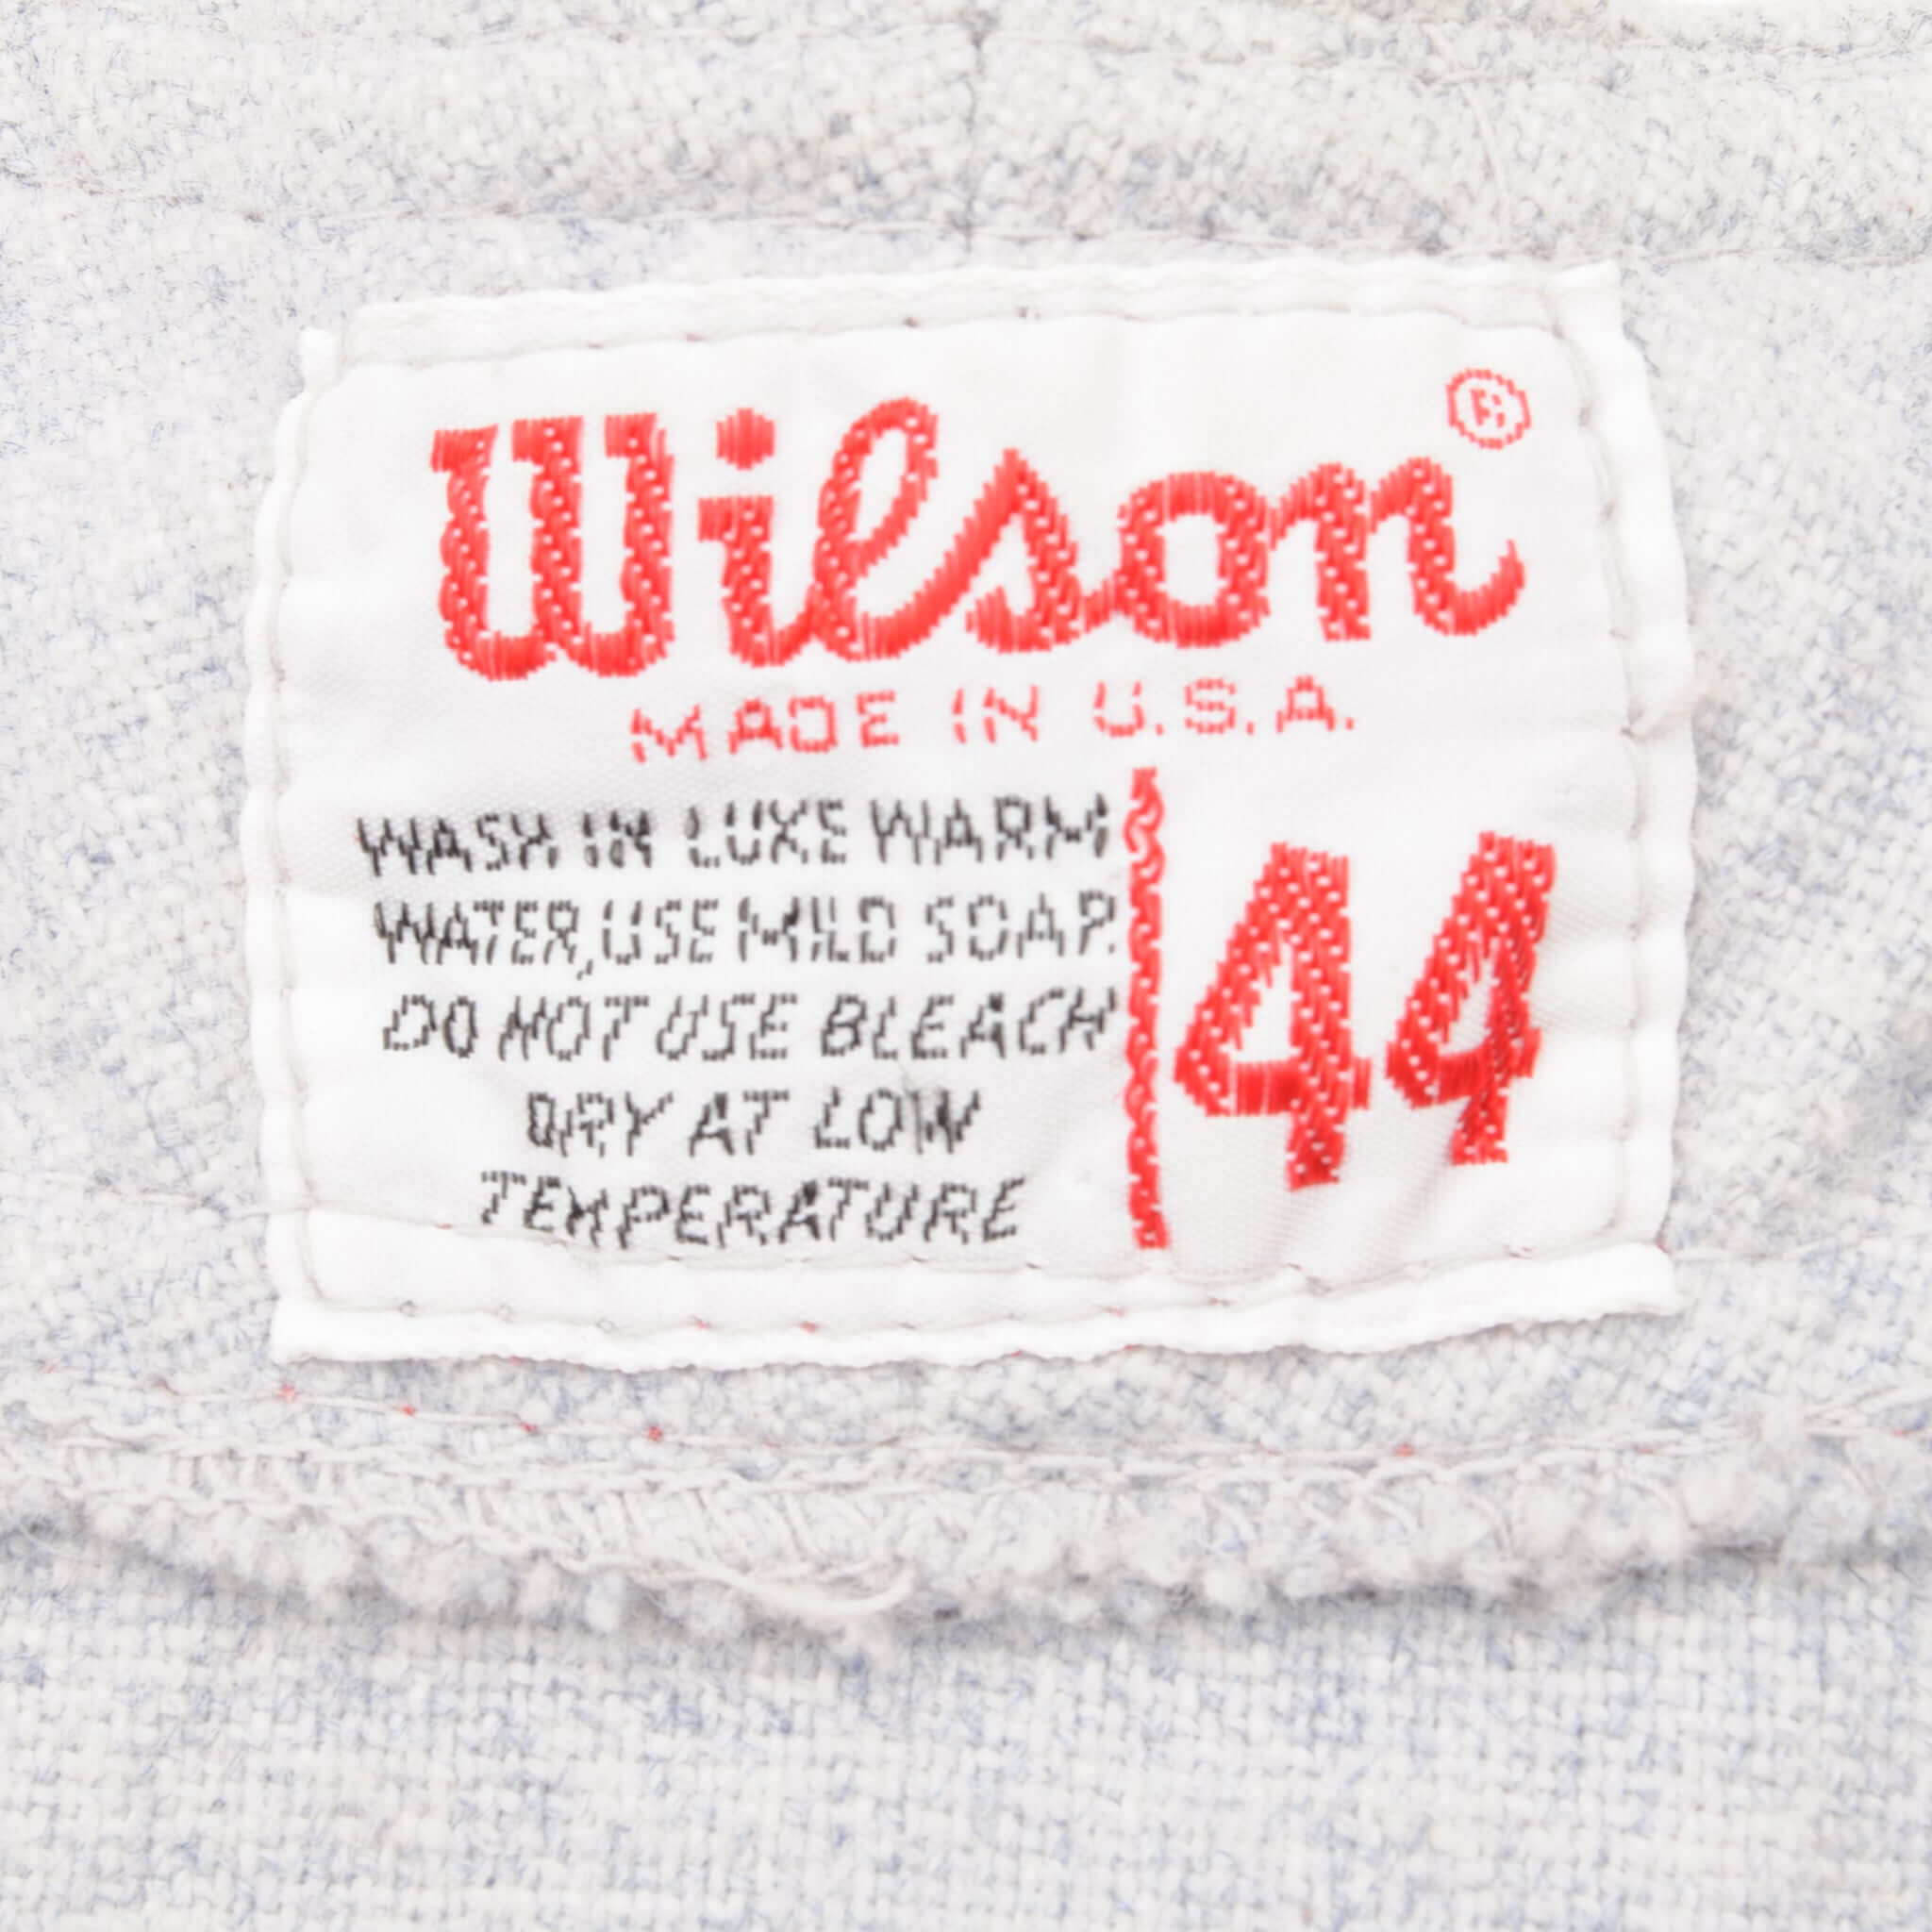 Wilson ®
MADE IN U.S.A.
WASH IN LUKE WARM
WATER, USE MILD SOAP.
DO NOT USE BLEACH
DRY AT LOW
TEMPERATURE
44